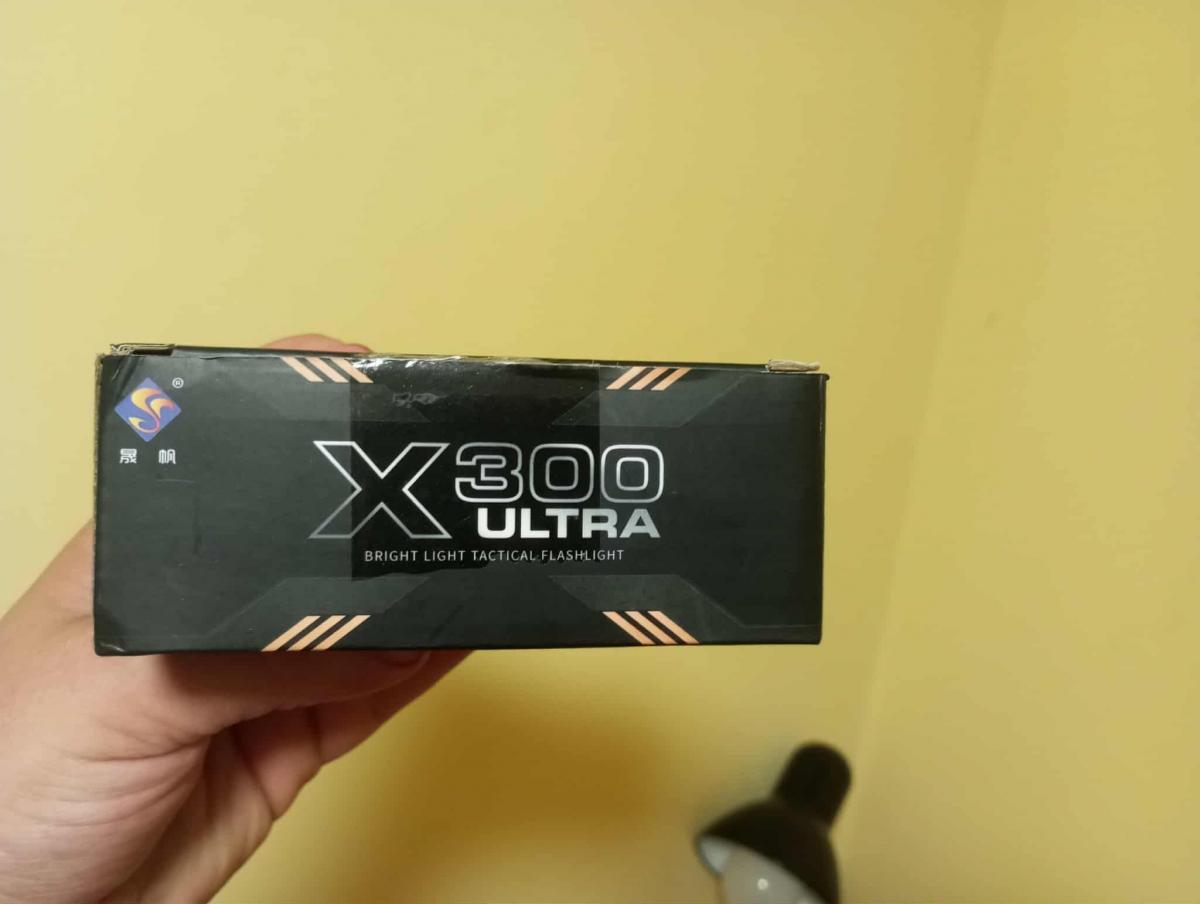 ®
晟 帆
X300
ULTRA
BRIGHT LIGHT TACTICAL FLASHLIGHT